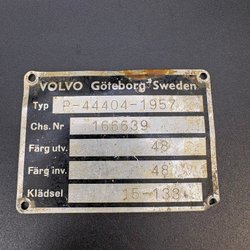 VOLVO Göteborg Sweden
Typ P-44404-1957
Chs. Nr 166639
Färg utv. 48
Färg inv. 48
Klädsel 15-133